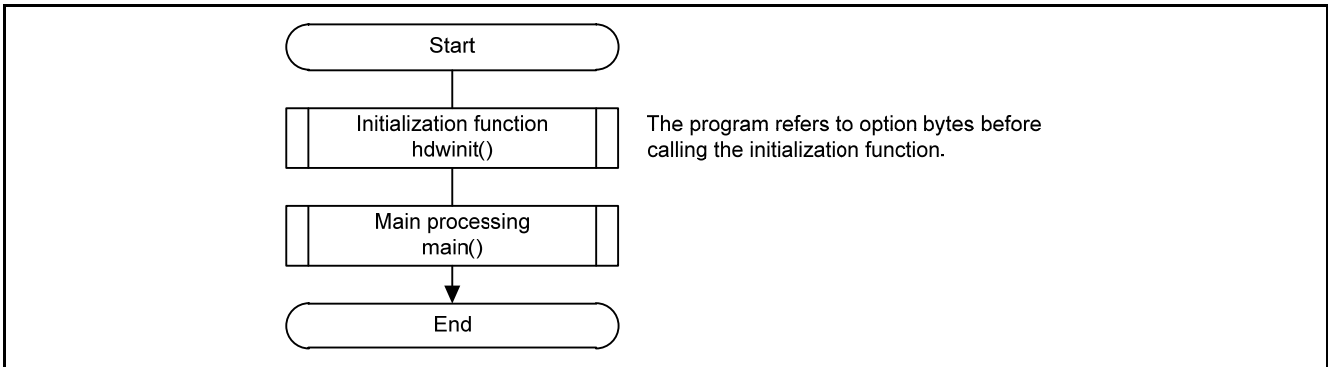 Start
Initialization function
hdwinit()
The program refers to option bytes before
calling the initialization function.
Main processing
main()
End